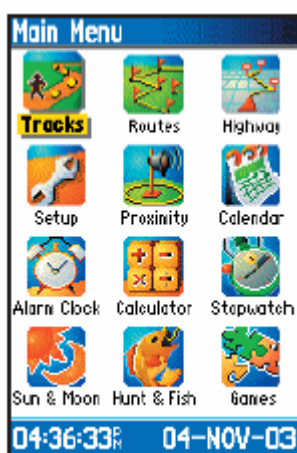 Main Menu
Tracks Routes Highway
Setup Proximity Calendar
Alarm Clock Calculator Stopwatch
Sun & Moon Hunt & Fish Games
04:36:33PM 04-NOV-03